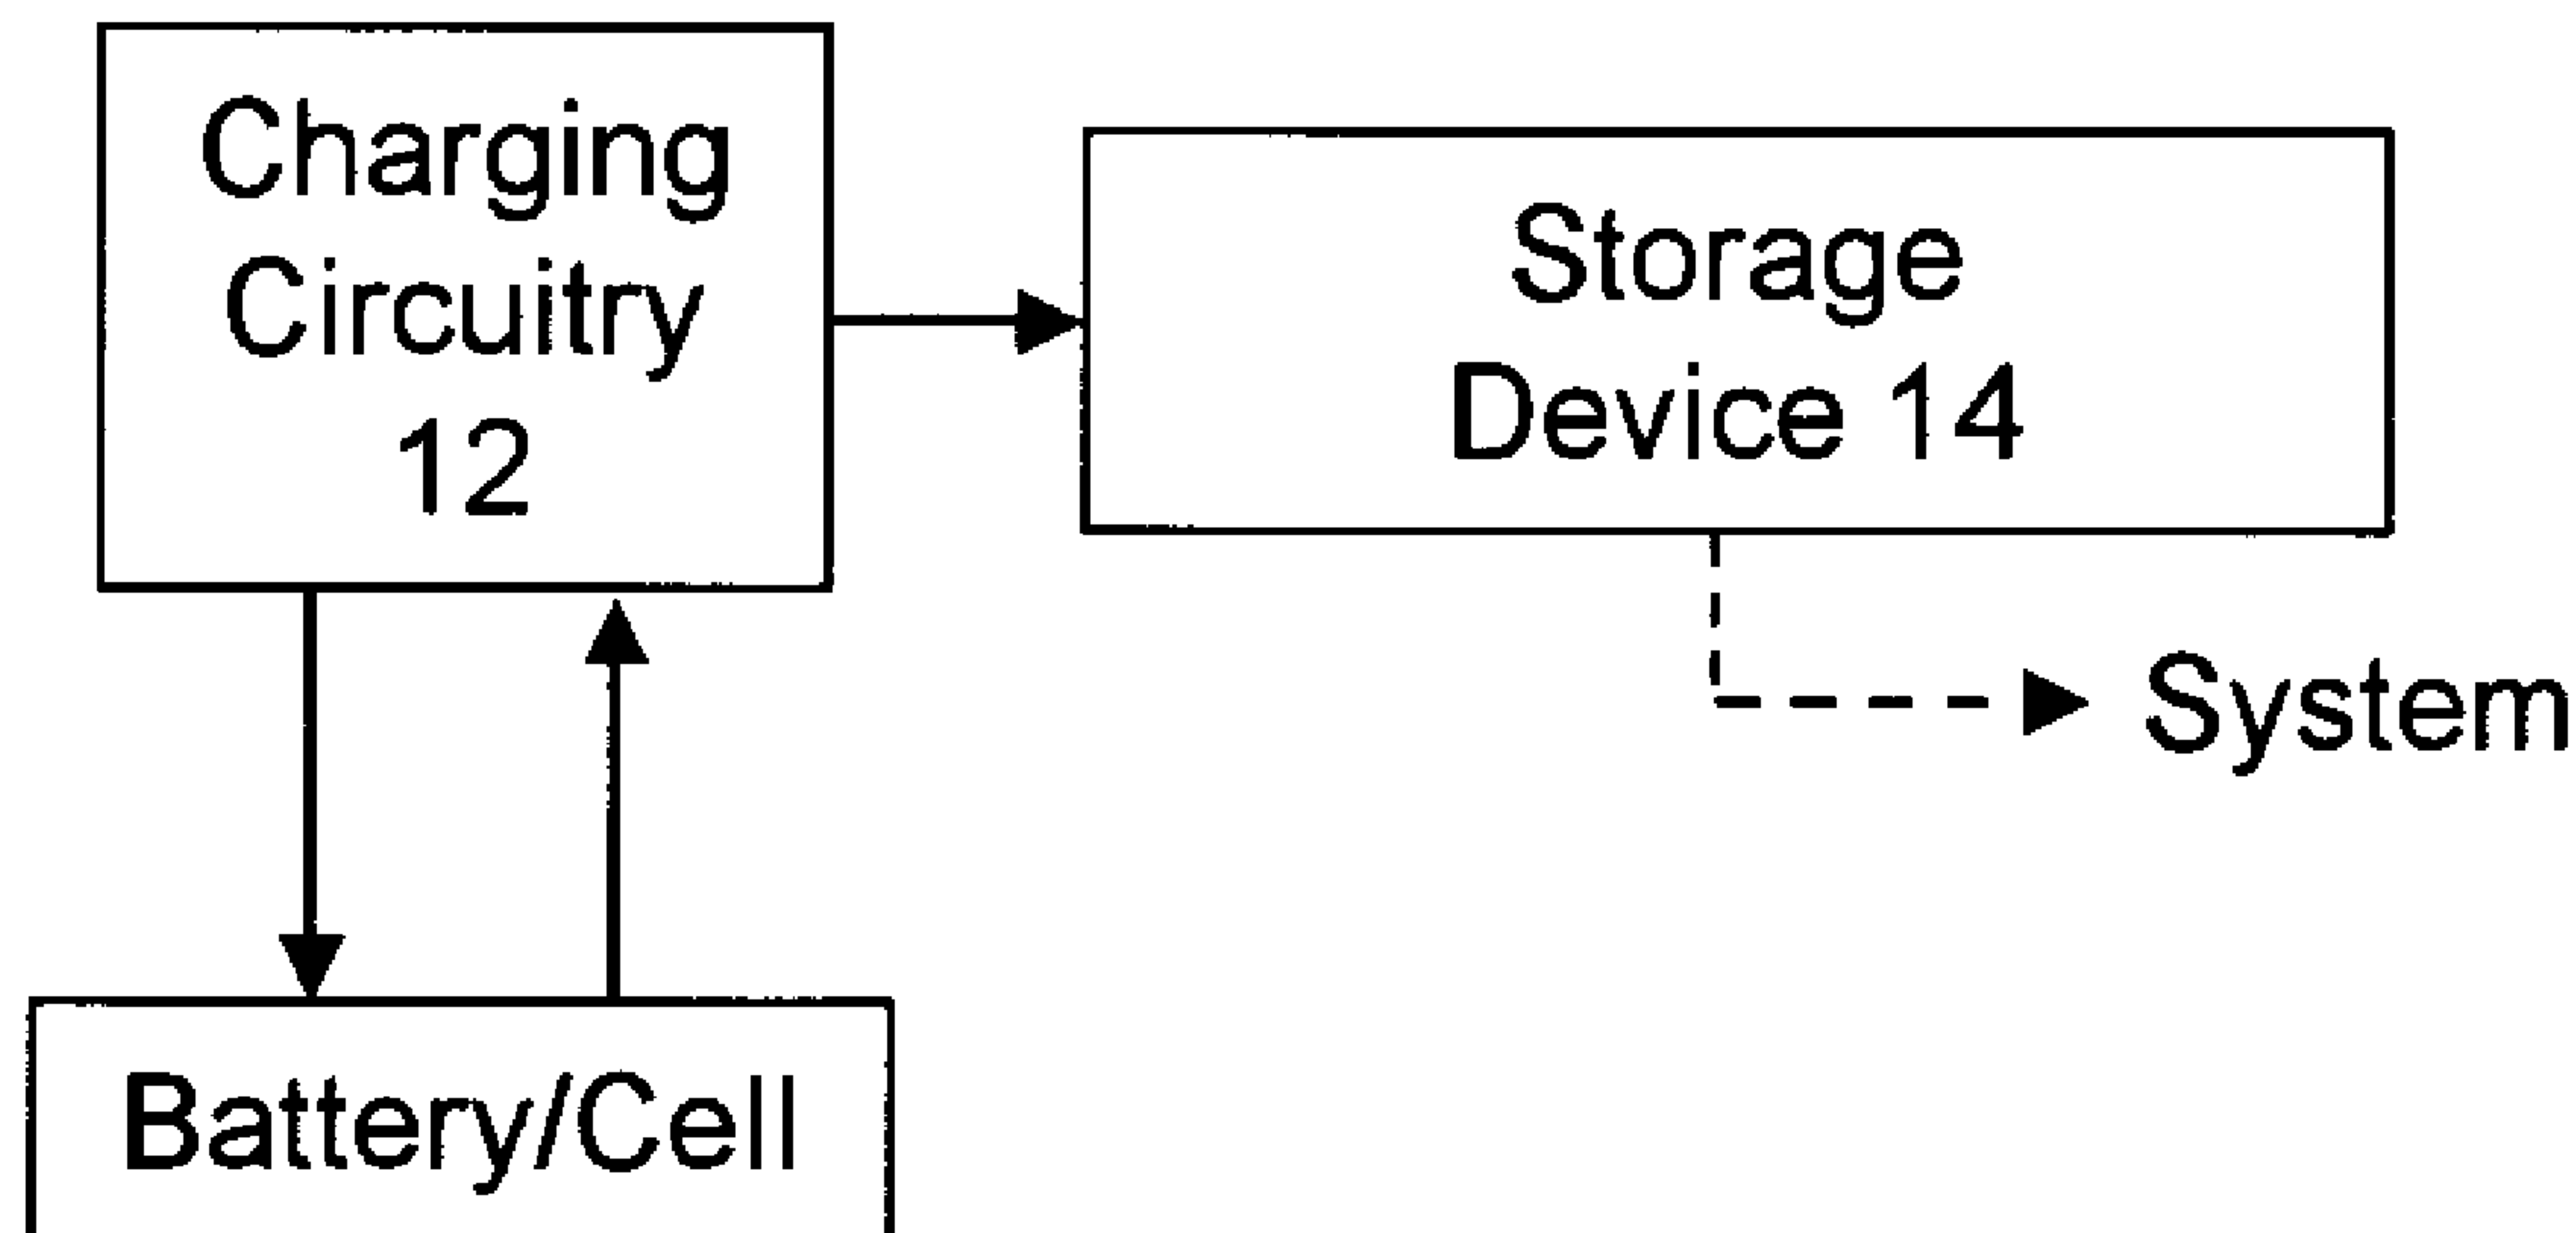 Charging
Circuitry
12
Storage
Device 14
System
Battery/Cell